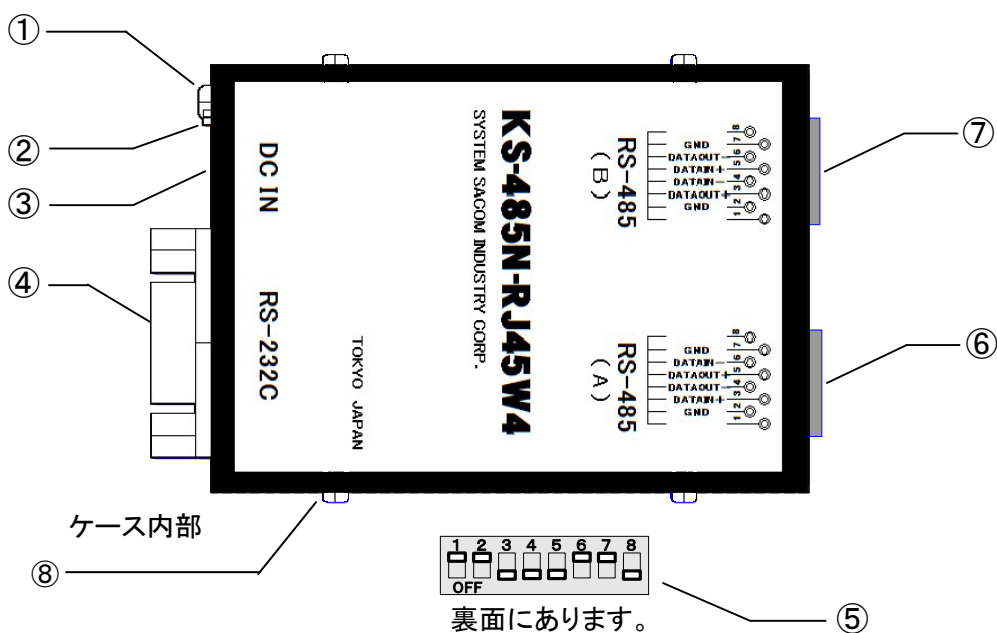 ①
②
③
④
DC IN
RS-232C
TOKYO JAPAN
SYSTEM SACOM INDUSTRY CORP.
KS-485N-RJ45W4
RS-485
(B)
8
7
GND
6
DATAOUT-
5
DATAIN+
4
DATAIN-
3
DATAOUT+
2
GND
1
⑦
RS-485
(A)
8
7
GND
6
DATAIN-
5
DATAOUT+
4
DATAOUT-
3
DATAIN+
2
GND
1
⑥
ケース内部
⑧
1 2 3 4 5 6 7 8
OFF
裏面にあります。
⑤